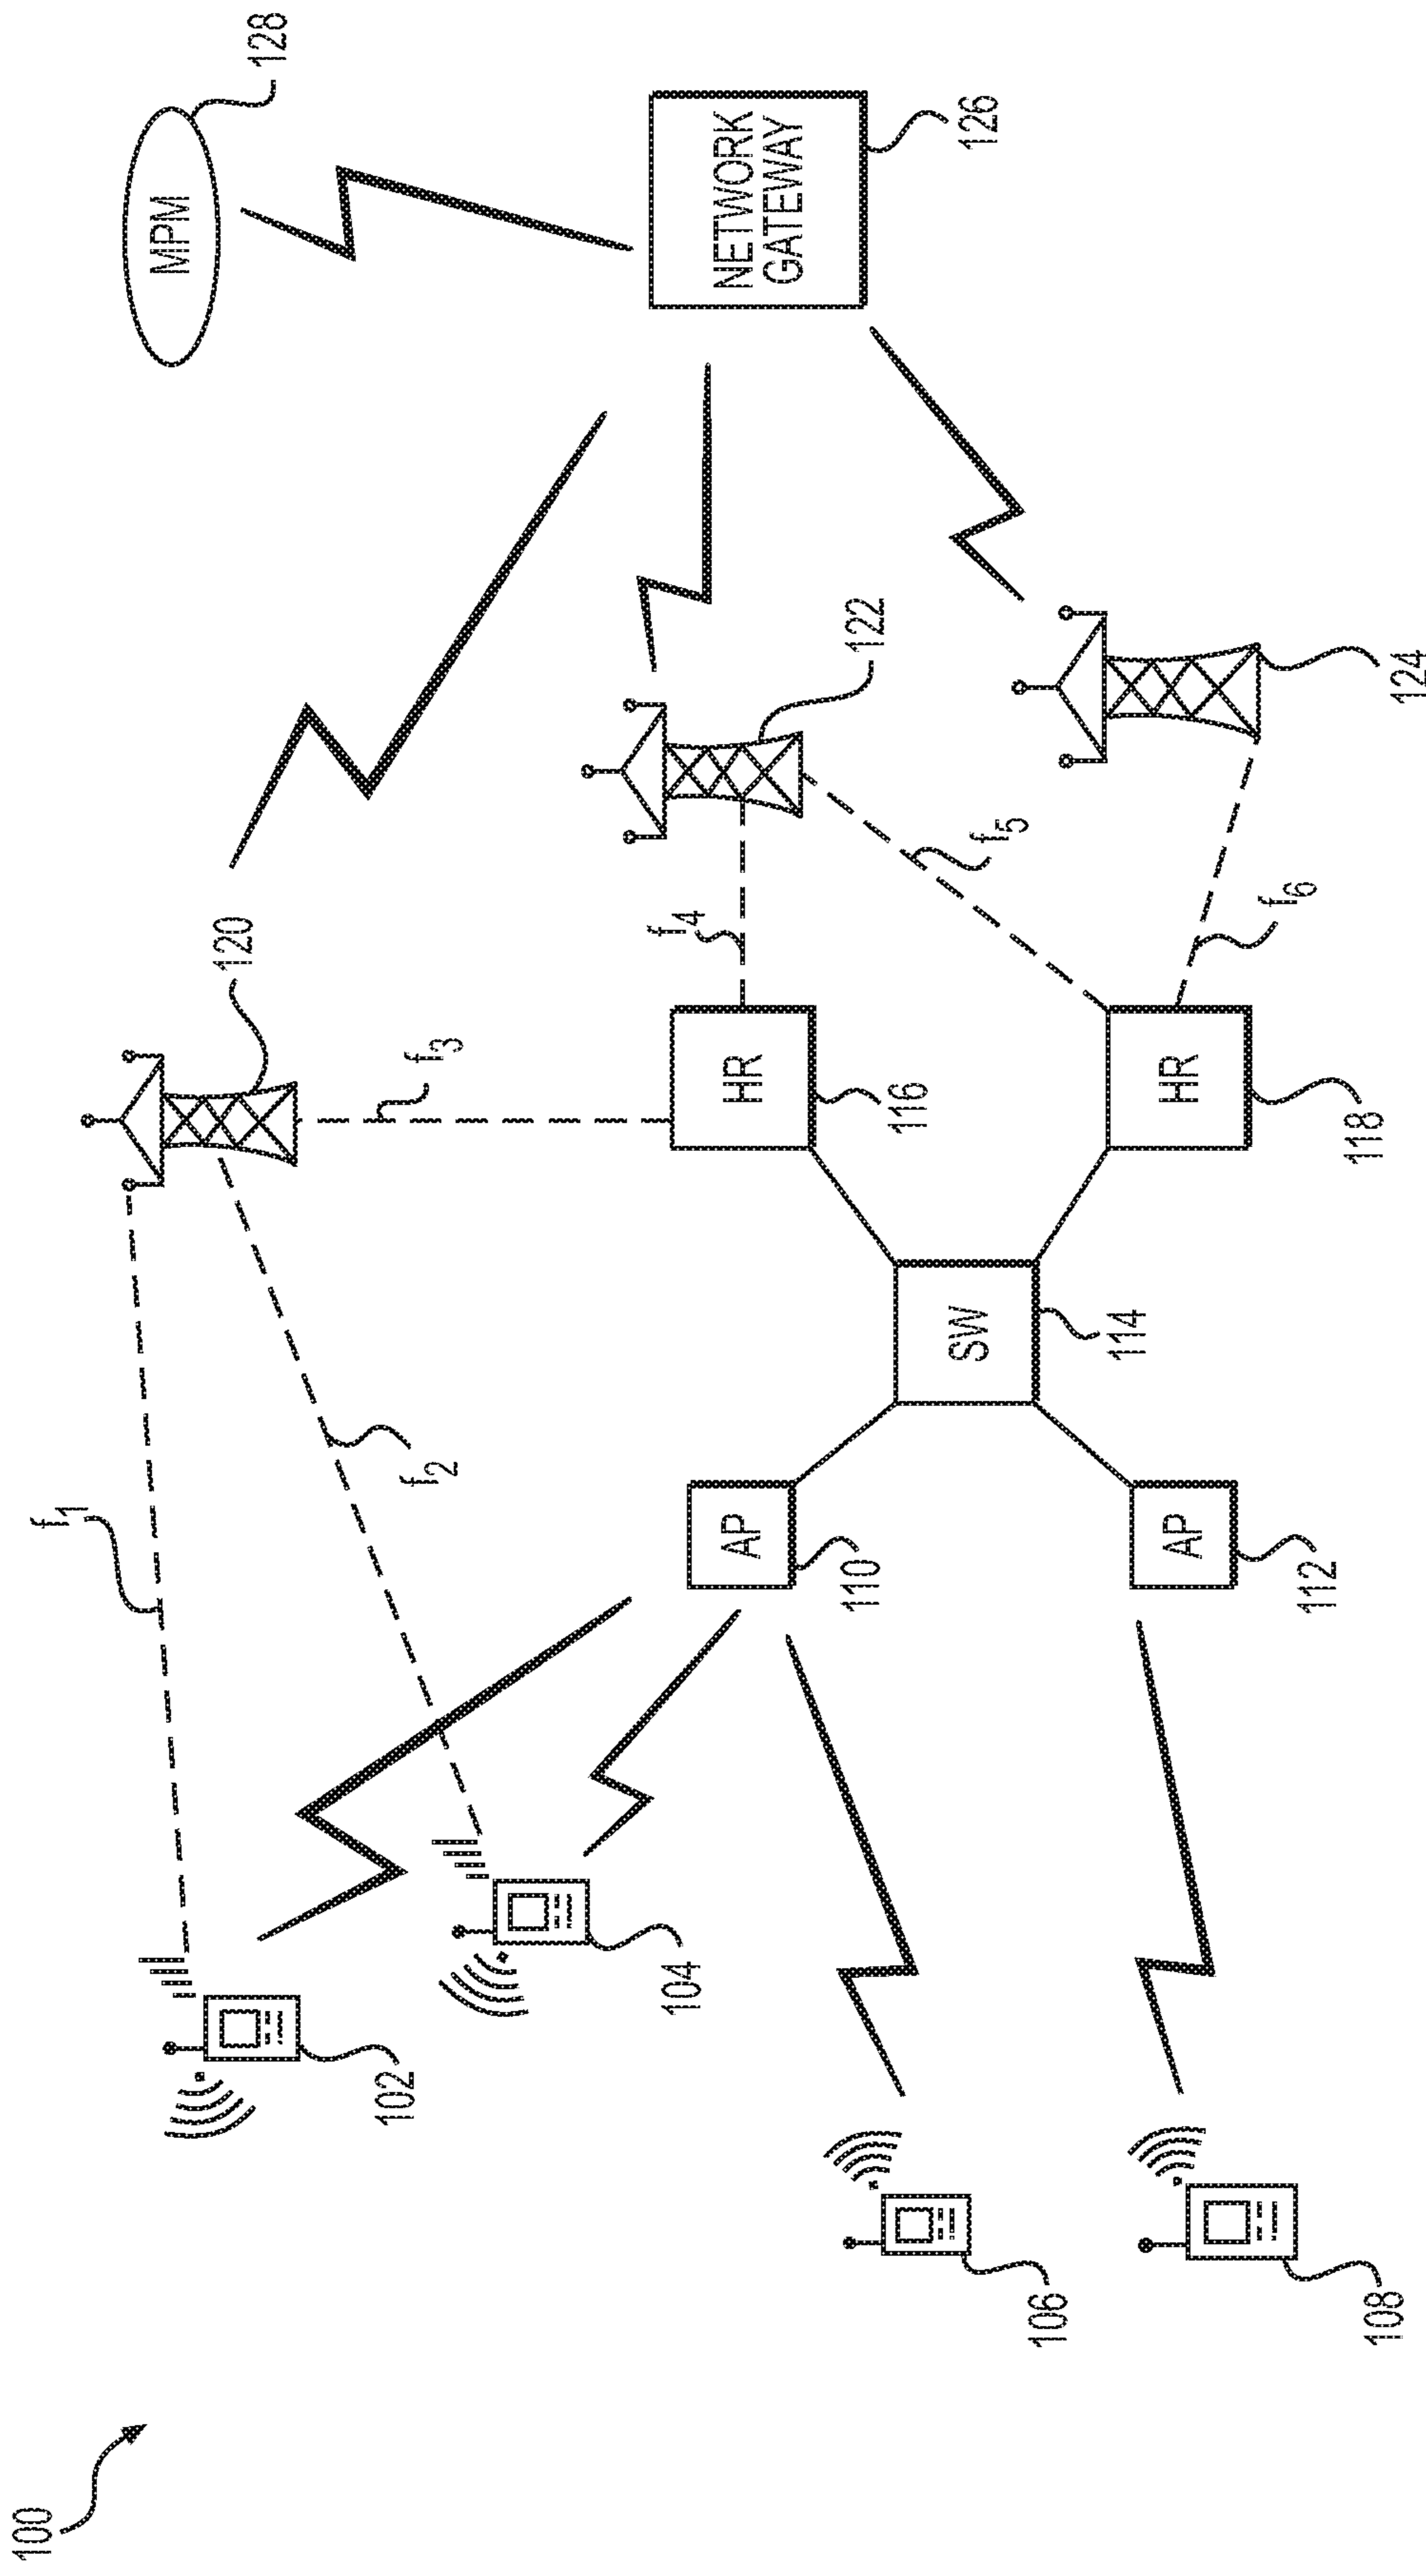 100
102
104
106
108
f1
f2
AP
110
AP
112
SW
114
120
f3
HR
116
HR
118
f4
f5
f6
122
124
NETWORK
GATEWAY
126
MPM
128